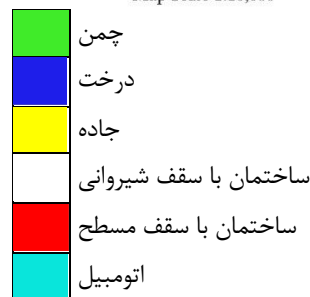 چمن
درخت
جاده
ساختمان با سقف شیروانی
ساختمان با سقف مسطح
اتومبیل